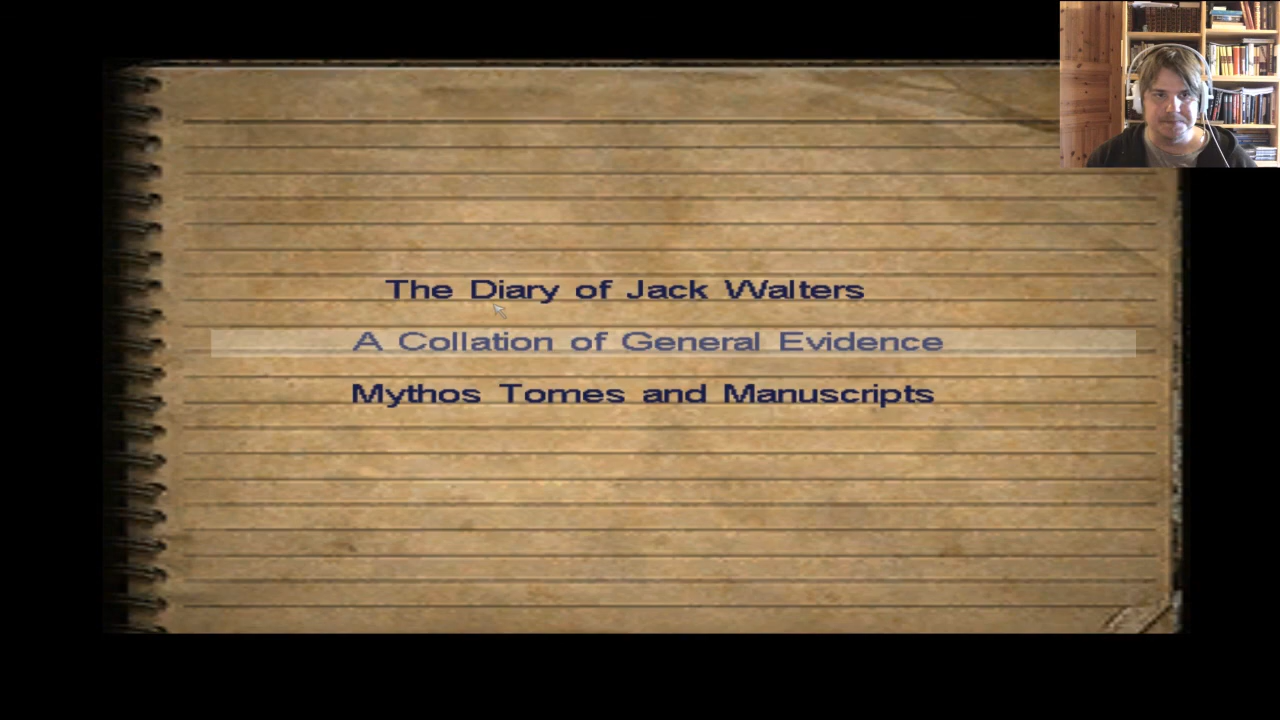 The Diary of Jack Walters
A Collation of General Evidence
Mythos Tomes and Manuscripts